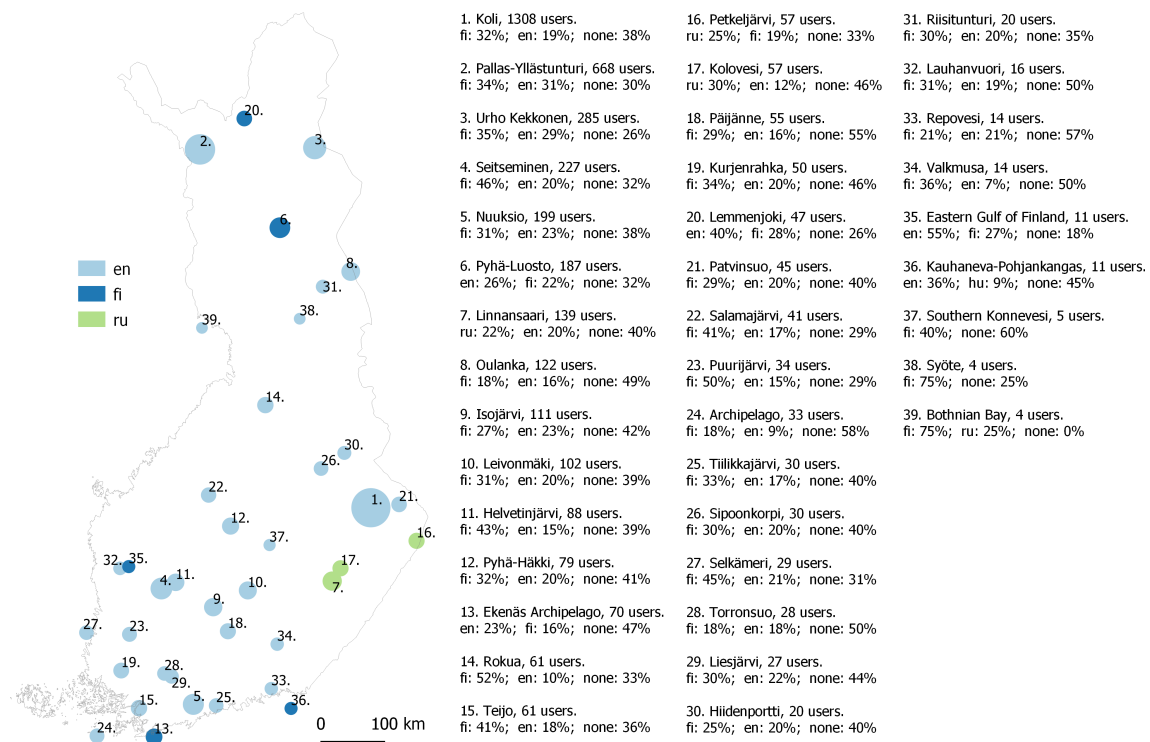 1. Koli, 1308 users.
fi: 32%; en: 19%; none: 38%
2. Pallas-Yllästunturi, 668 users.
fi: 34%; en: 31%; none: 30%
3. Urho Kekkonen, 285 users.
fi: 35%; en: 29%; none: 26%
4. Seitseminen, 227 users.
fi: 46%; en: 20%; none: 32%
5. Nuuksio, 199 users.
fi: 31%; en: 23%; none: 38%
6. Pyhä-Luosto, 187 users.
en: 26%; fi: 22%; none: 32%
7. Linnansaari, 139 users.
ru: 22%; en: 20%; none: 40%
8. Oulanka, 122 users.
fi: 18%; en: 16%; none: 49%
9. Isojärvi, 111 users.
fi: 27%; en: 23%; none: 42%
10. Leivonmäki, 102 users.
fi: 31%; en: 20%; none: 39%
11. Helvetinjärvi, 88 users.
fi: 43%; en: 15%; none: 39%
12. Pyhä-Häkki, 79 users.
fi: 32%; en: 20%; none: 41%
13. Ekenäs Archipelago, 70 users.
en: 23%; fi: 16%; none: 47%
14. Rokua, 61 users.
fi: 52%; en: 10%; none: 33%
15. Teijo, 61 users.
fi: 41%; en: 18%; none: 36%
16. Petkeljärvi, 57 users.
ru: 25%; fi: 19%; none: 33%
17. Kolovesi, 57 users.
ru: 30%; en: 12%; none: 46%
18. Päijänne, 55 users.
fi: 29%; en: 16%; none: 55%
19. Kurjenrahka, 50 users.
fi: 34%; en: 20%; none: 46%
20. Lemmenjoki, 47 users.
en: 40%; fi: 28%; none: 26%
21. Patvinsuo, 45 users.
fi: 29%; en: 20%; none: 40%
22. Salamajärvi, 41 users.
fi: 41%; en: 17%; none: 29%
23. Puurijärvi, 34 users.
fi: 50%; en: 15%; none: 29%
24. Archipelago, 33 users.
fi: 18%; en: 9%; none: 58%
25. Tiilikkajärvi, 30 users.
fi: 33%; en: 17%; none: 40%
26. Sipoonkorpi, 30 users.
fi: 30%; en: 20%; none: 40%
27. Selkämeri, 29 users.
fi: 45%; en: 21%; none: 31%
28. Torronsuo, 28 users.
fi: 18%; en: 18%; none: 50%
29. Liesjärvi, 27 users.
fi: 30%; en: 22%; none: 44%
30. Hiidenportti, 20 users.
fi: 25%; en: 20%; none: 40%
31. Riisitunturi, 20 users.
fi: 30%; en: 20%; none: 35%
32. Lauhanvuori, 16 users.
fi: 31%; en: 19%; none: 50%
33. Repovesi, 14 users.
fi: 21%; en: 21%; none: 57%
34. Valkmusa, 14 users.
fi: 36%; en: 7%; none: 50%
35. Eastern Gulf of Finland, 11 users.
en: 55%; fi: 27%; none: 18%
36. Kauhaneva-Pohjankangas, 11 users.
en: 36%; hu: 9%; none: 45%
37. Southern Konnevesi, 5 users.
fi: 40%; none: 60%
38. Syöte, 4 users.
fi: 75%; none: 25%
39. Bothnian Bay, 4 users.
fi: 75%; ru: 25%; none: 0%
en
fi
ru
20.
2.
3.
6.
8.
31.
38.
39.
14.
30.
26.
22.
1.
21.
12.
37.
16.
32.
35.
17.
4.
11.
10.
7.
9.
27.
23.
18.
34.
19.
28.
29.
33.
15.
5.
25.
36.
24.
13.
0
100 km